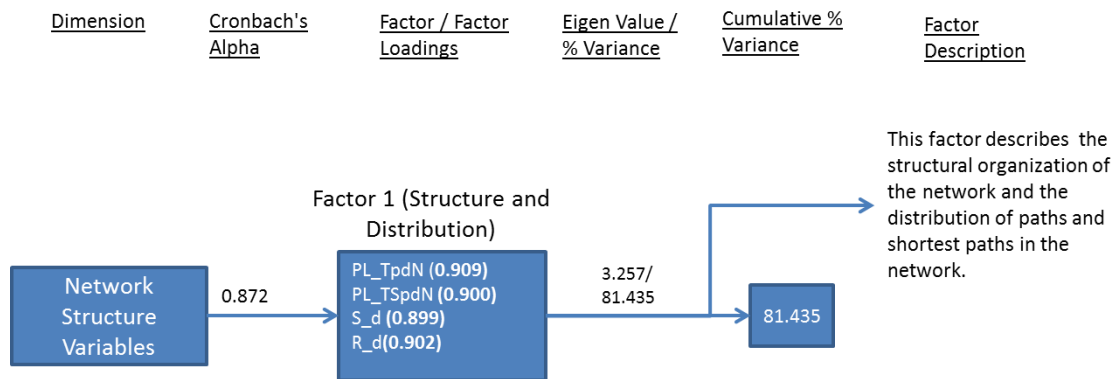 Dimension
Cronbach's
Alpha
Factor / Factor
Loadings
Eigen Value /
% Variance
Cumulative %
Variance
Factor
Description
This factor describes the
structural organization of
the network and the
distribution of paths and
shortest paths in the
network.
Factor 1 (Structure and
Distribution)
Network
Structure
Variables
0.872
PL_TpdN (0.909)
PL_TSpdN (0.900)
S_d (0.899)
R_d(0.902)
3.257/
81.435
81.435